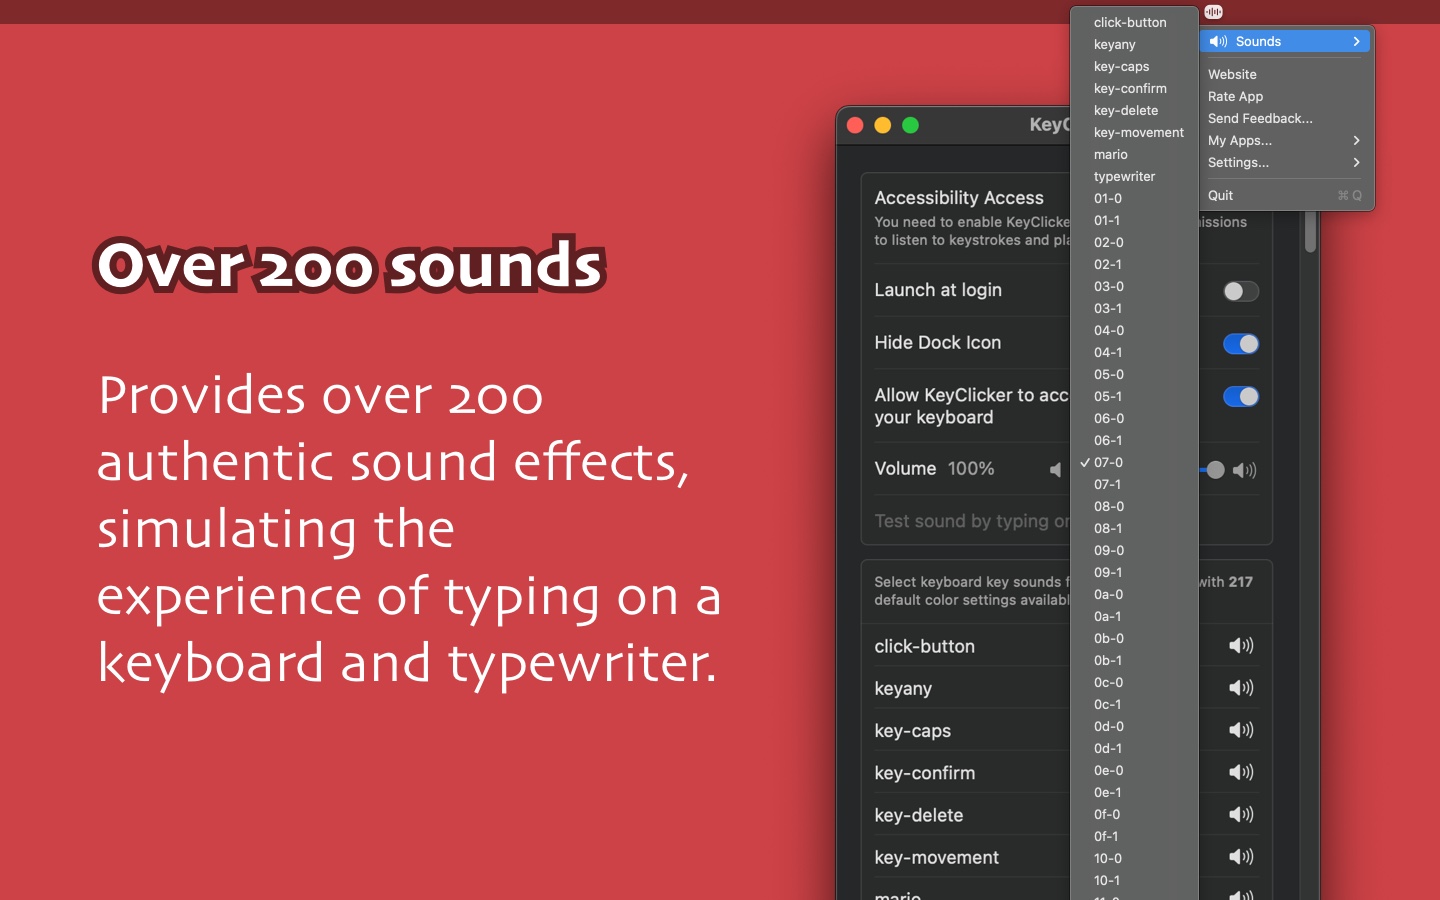 Over 200 sounds
Provides over 200
authentic sound effects,
simulating the
experience of typing on a
keyboard and typewriter.
Accessibility Access
You need to enable
to listen to keystrokes and
Launch at login
Hide Dock Icon
Allow KeyClicker to
your keyboard
Volume 100%
Test sound by typing
Select keyboard key sounds
with 217
default color settings
click-button
keyany
key-caps
key-confirm
key-delete
key-movement
click-button
keyany
key-caps
key-confirm
key-delete
key-movement
mario
typewriter
01-0
01-1
02-0
02-1
03-0
03-1
04-0
04-1
05-0
05-1
06-0
06-1
✓ 07-0
07-1
08-0
08-1
09-0
09-1
0a-0
0a-1
0b-0
0b-1
0c-0
0c-1
0d-0
0d-1
0e-0
0e-1
0f-0
0f-1
10-0
10-1
Sounds
Website
Rate App
Send Feedback...
My Apps...
Settings...
Quit ⌘ Q